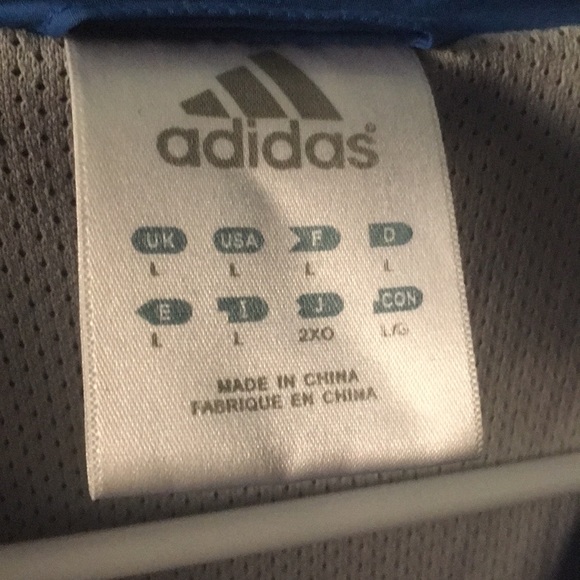 adidas®
UK USA F D
L L L L
E I J CON
L L 2XO L/G
MADE IN CHINA
FABRIQUE EN CHINA